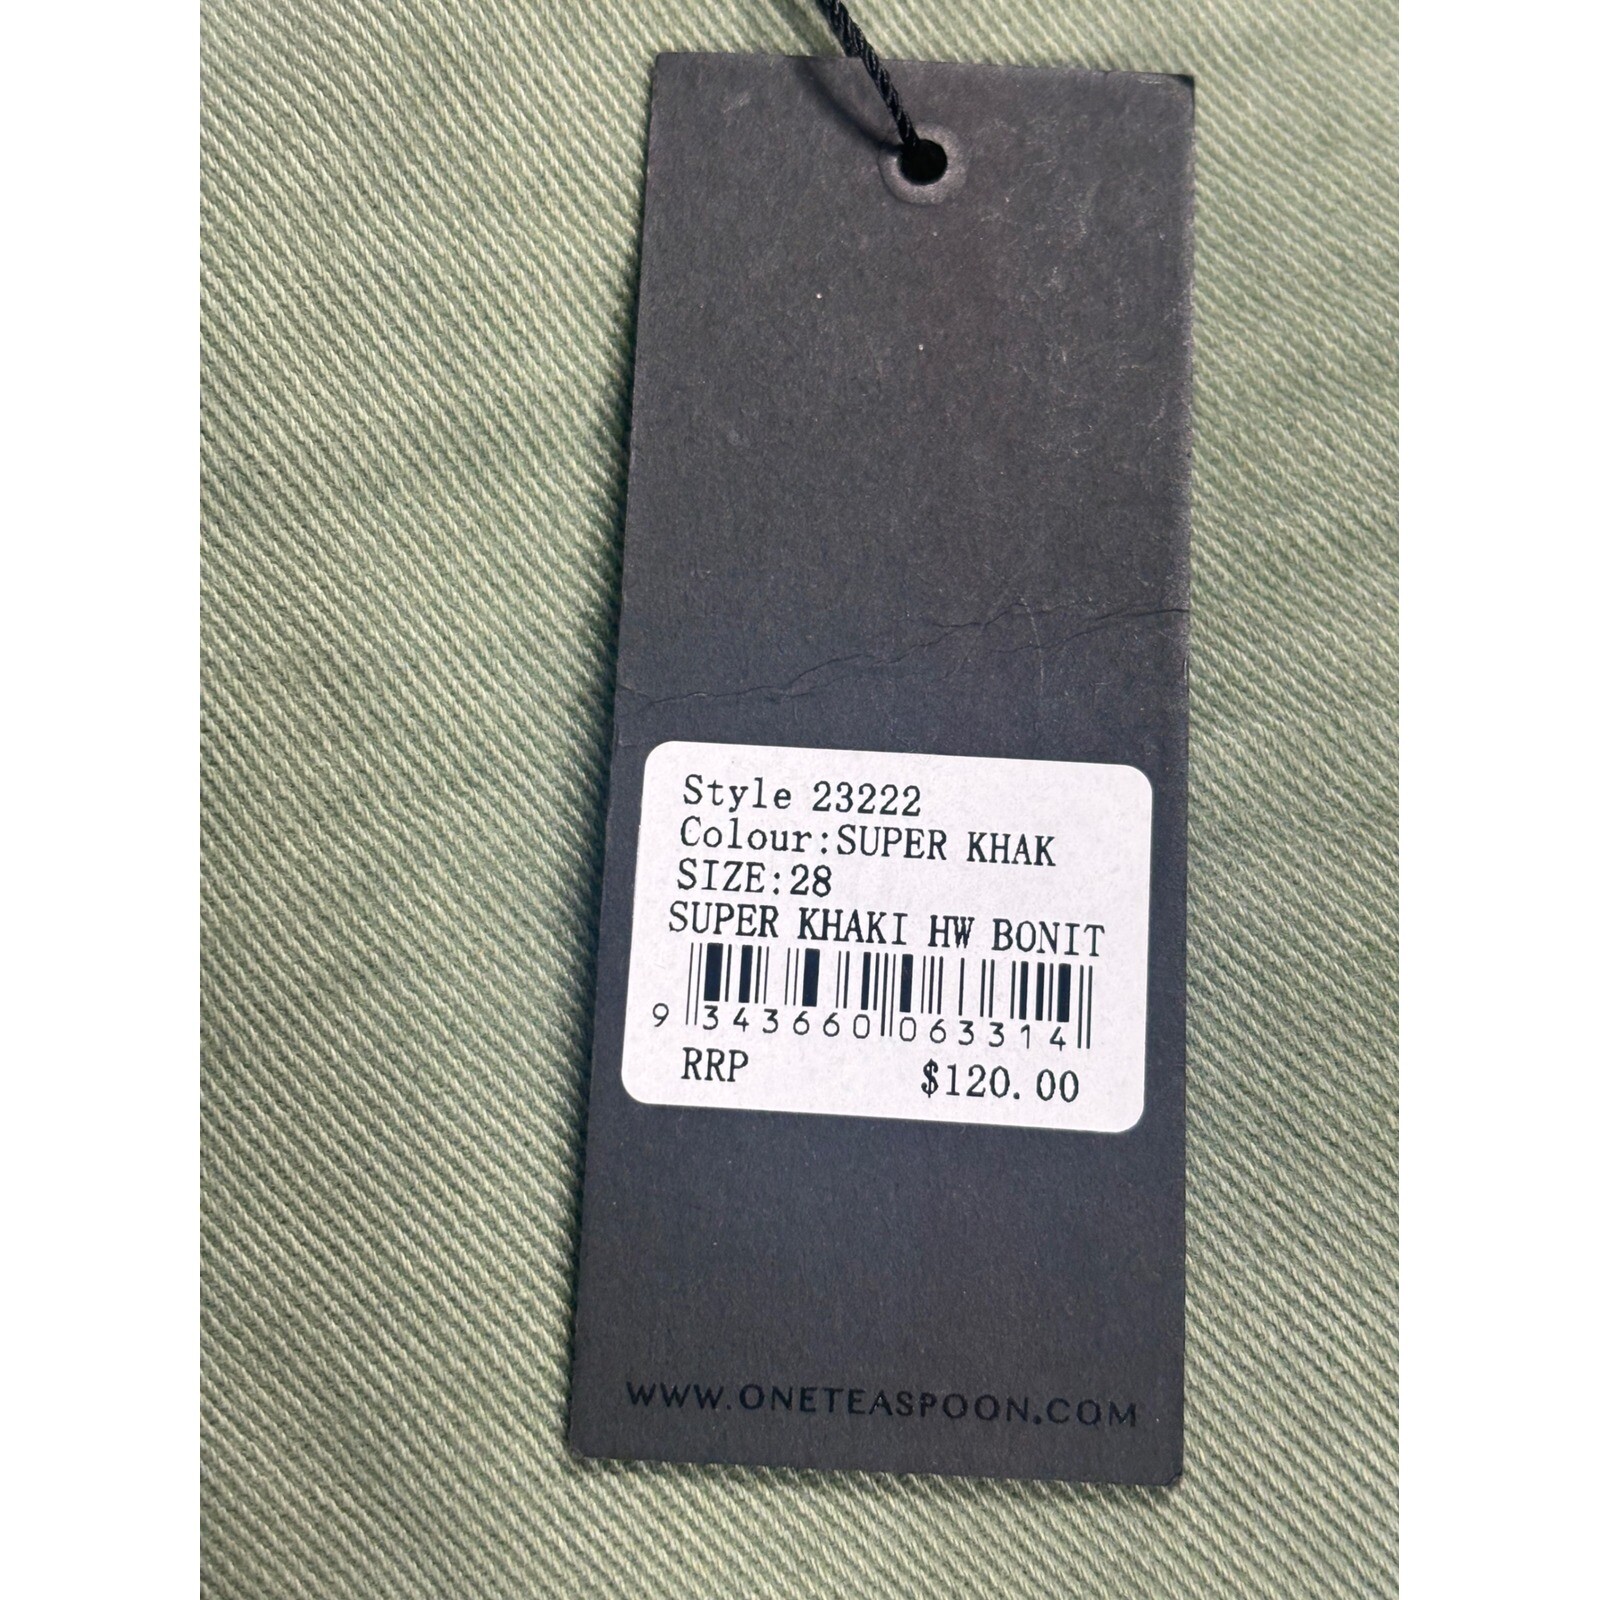 Style 23222
Colour:SUPER KHAK
SIZE:28
SUPER KHAKI HW BONIT
9 343660 063314
RRP $120.00
WWW.ONETEASPOON.COM